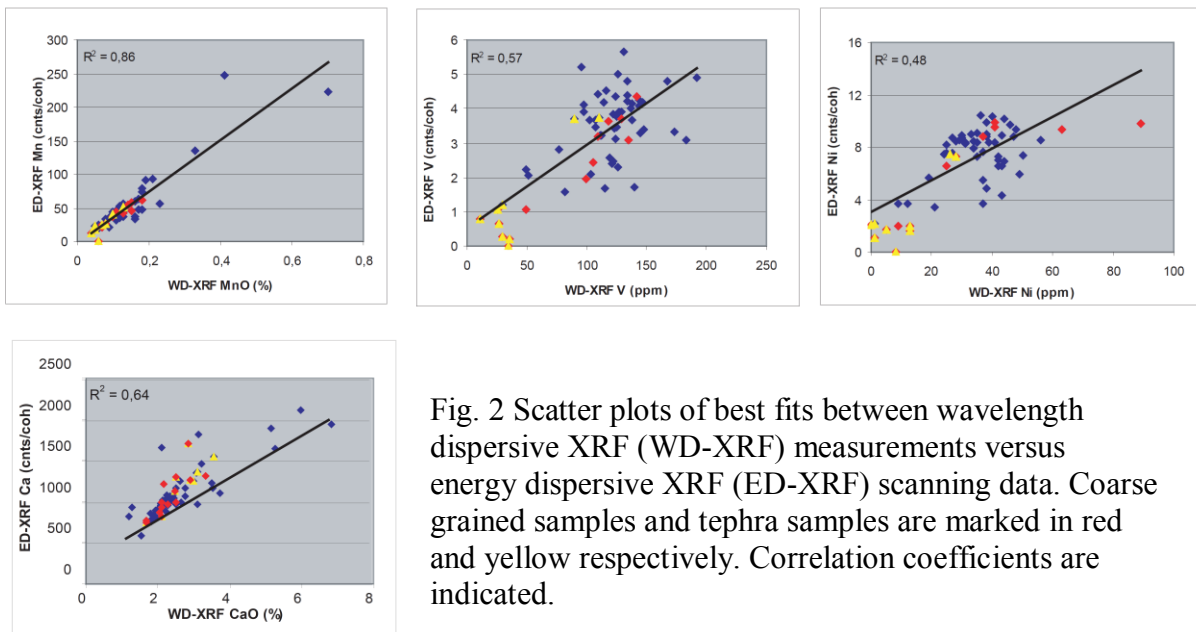 300
250
200
150
100
50
0
R² = 0,86
ED-XRF Mn (cnts/coh)
0 0,2 0,4 0,6 0,8
WD-XRF MnO (%)
6
5
4
3
2
1
0
R² = 0,57
ED-XRF V (cnts/coh)
0 50 100 150 200 250
WD-XRF V (ppm)
16
12
8
4
0
R² = 0,48
ED-XRF Ni (cnts/coh)
0 20 40 60 80 100
WD-XRF Ni (ppm)
2500
2000
1500
1000
500
0
R² = 0,64
ED-XRF Ca (cnts/coh)
0 2 4 6 8
WD-XRF CaO (%)
Fig. 2 Scatter plots of best fits between wavelength
dispersive XRF (WD-XRF) measurements versus
energy dispersive XRF (ED-XRF) scanning data. Coarse
grained samples and tephra samples are marked in red
and yellow respectively. Correlation coefficients are
indicated.